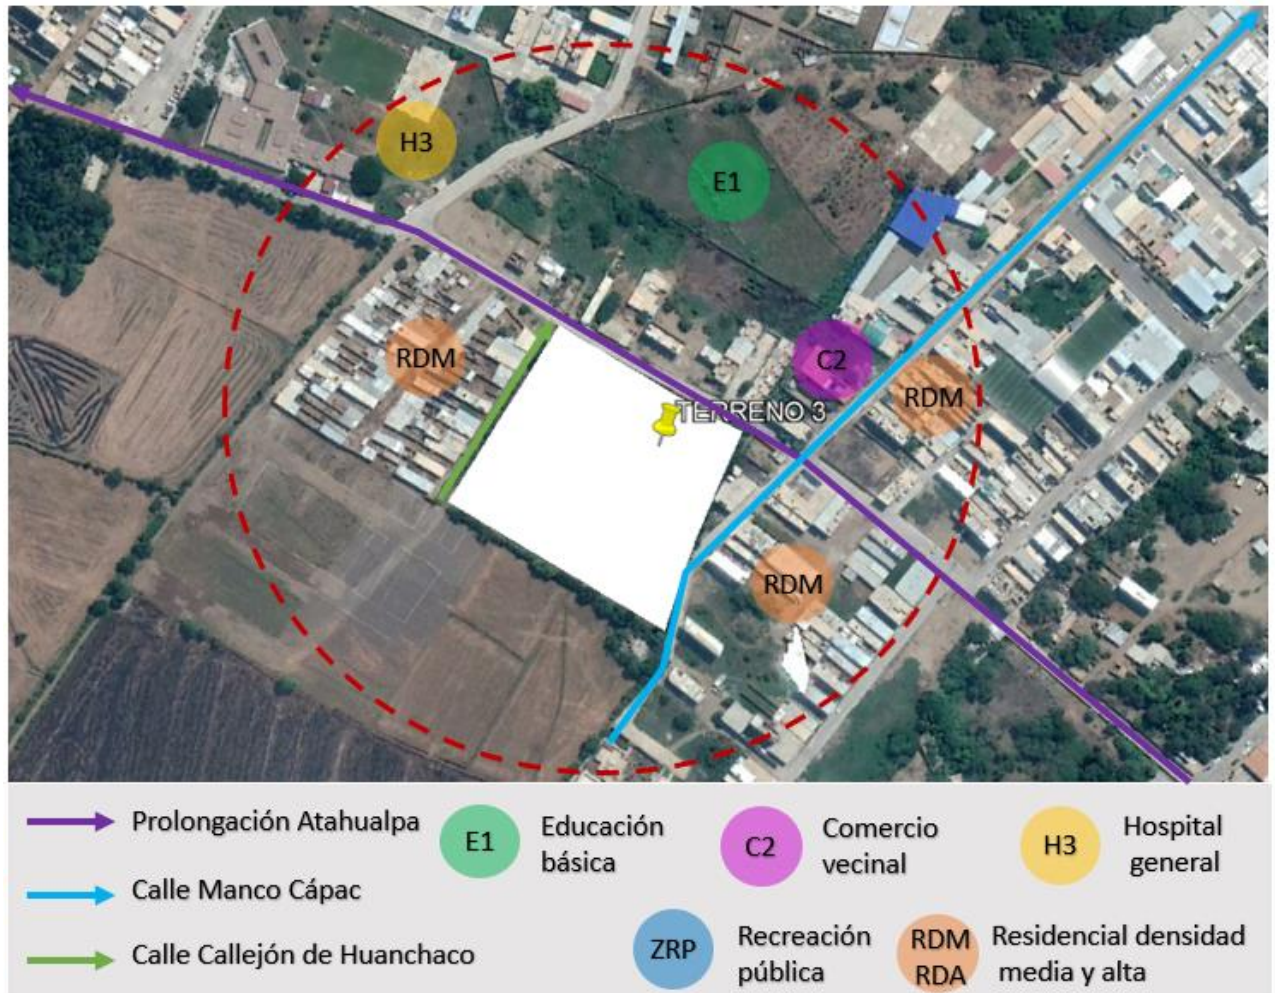 H3
E1
RDM
C2
RDM
TERRENO 3
RDM
Prolongación Atahualpa
Calle Manco Cápac
Calle Callejón de Huanchaco
E1
Educación
básica
C2
Comercio
vecinal
H3
Hospital
general
ZRP
Recreación
pública
RDM
RDA
Residencial densidad
media y alta